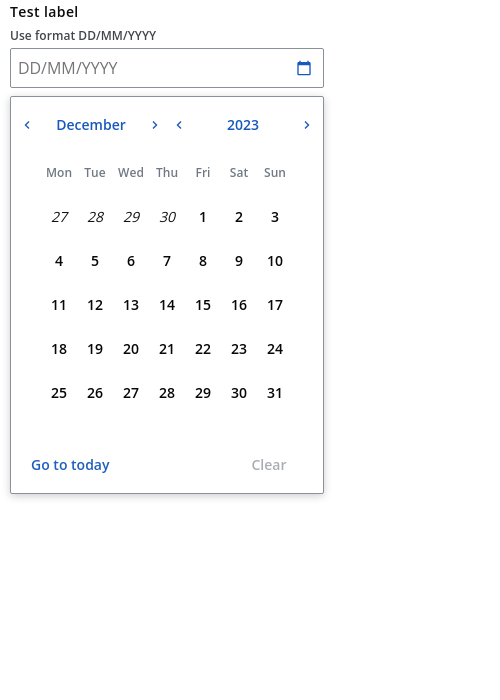 Test label
Use format DD/MM/YYYY
DD/MM/YYYY
December 2023
Mon Tue Wed Thu Fri Sat Sun
27 28 29 30 1 2 3
4 5 6 7 8 9 10
11 12 13 14 15 16 17
18 19 20 21 22 23 24
25 26 27 28 29 30 31
Go to today Clear